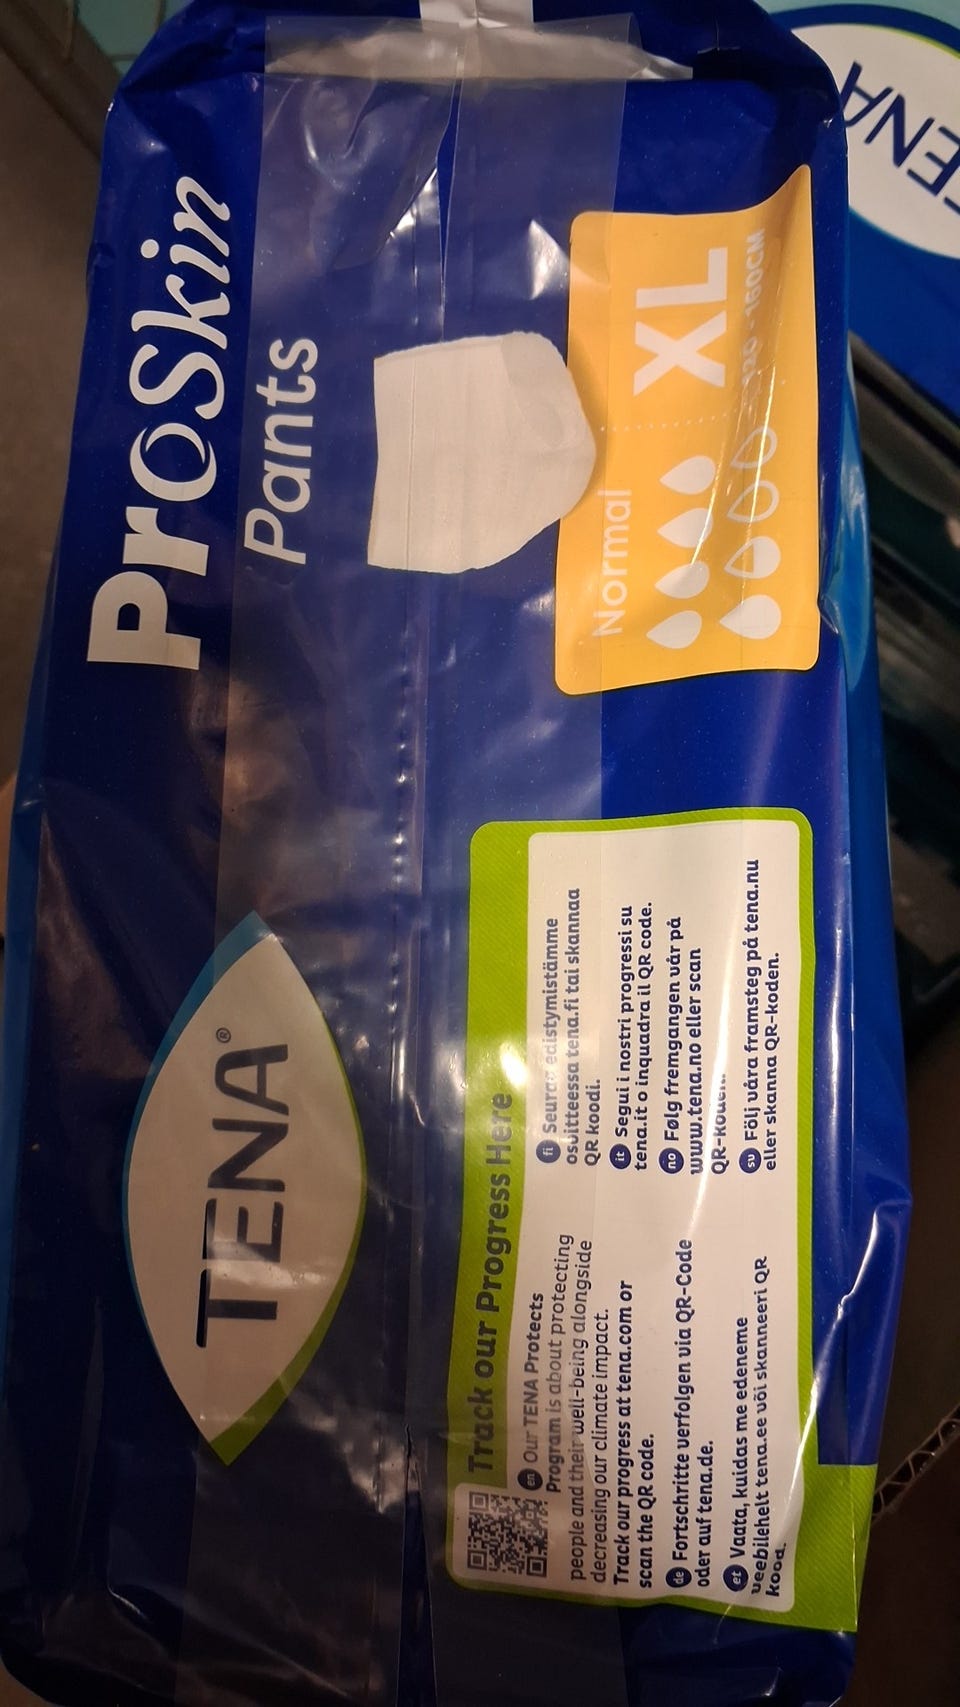 TENA®
ProSkin
Pants
Normal
XL
120 - 160CM
Track our Progress Here
en Our TENA Protects
Program is about protecting
people and their well-being alongside
decreasing our climate impact.
Track our progress at tena.com or
scan the QR code.
de Fortschritte verfolgen via QR-Code
oder auf tena.de.
et Vaata, kuidas me edeneme
veebilehelt tena.ee või skanneeri QR
kood.
fi Seuraa edistymistämme
osoitteessa tena.fi tai skannaa
QR koodi.
it Segui i nostri progressi su
tena.it o inquadra il QR code.
no Følg fremgangen vår på
www.tena.no eller scan
QR-koden.
su Följ våra framsteg på tena.nu
eller skanna QR-koden.
TENA